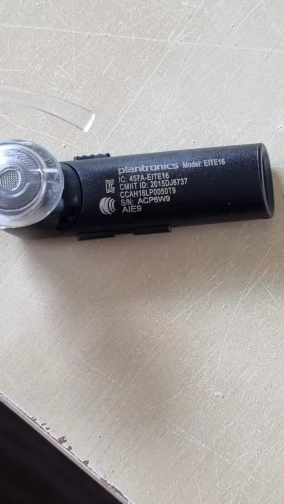 plantronics Model: EITE16
IC: 457A-EITE16
CMIIT ID: 2015DJ6737
CCAH16LP0050T9
S/N: ACP6W9
AIE9